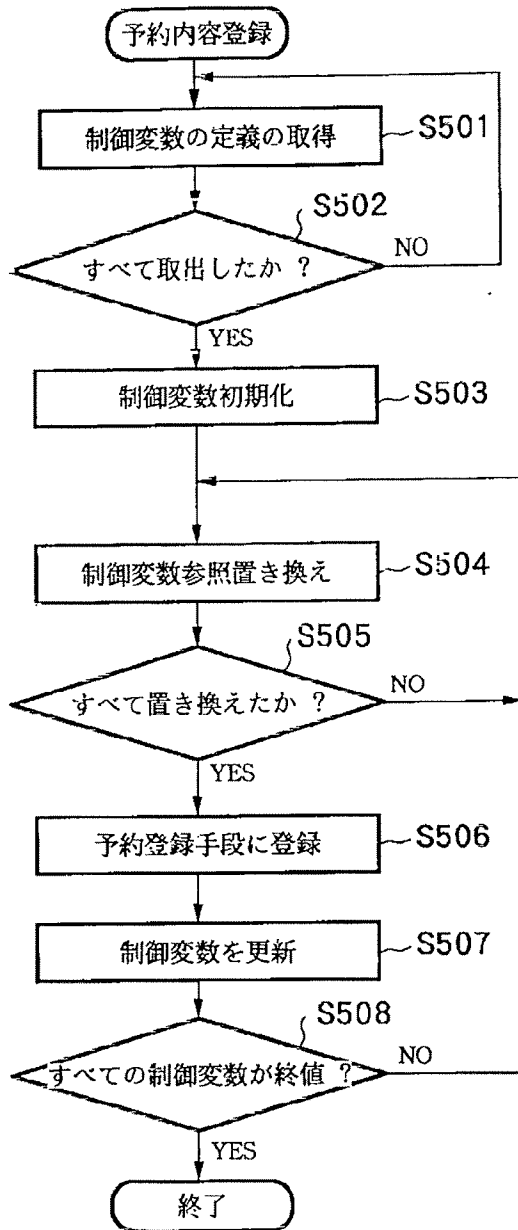 予約内容登録
制御変数の定義の取得
S501
S502
すべて取出したか ?
NO
YES
制御変数初期化
S503
制御変数参照置き換え
S504
S505
すべて置き換えたか ?
NO
YES
予約登録手段に登録
S506
制御変数を更新
S507
S508
すべての制御変数が終値 ?
NO
YES
終了